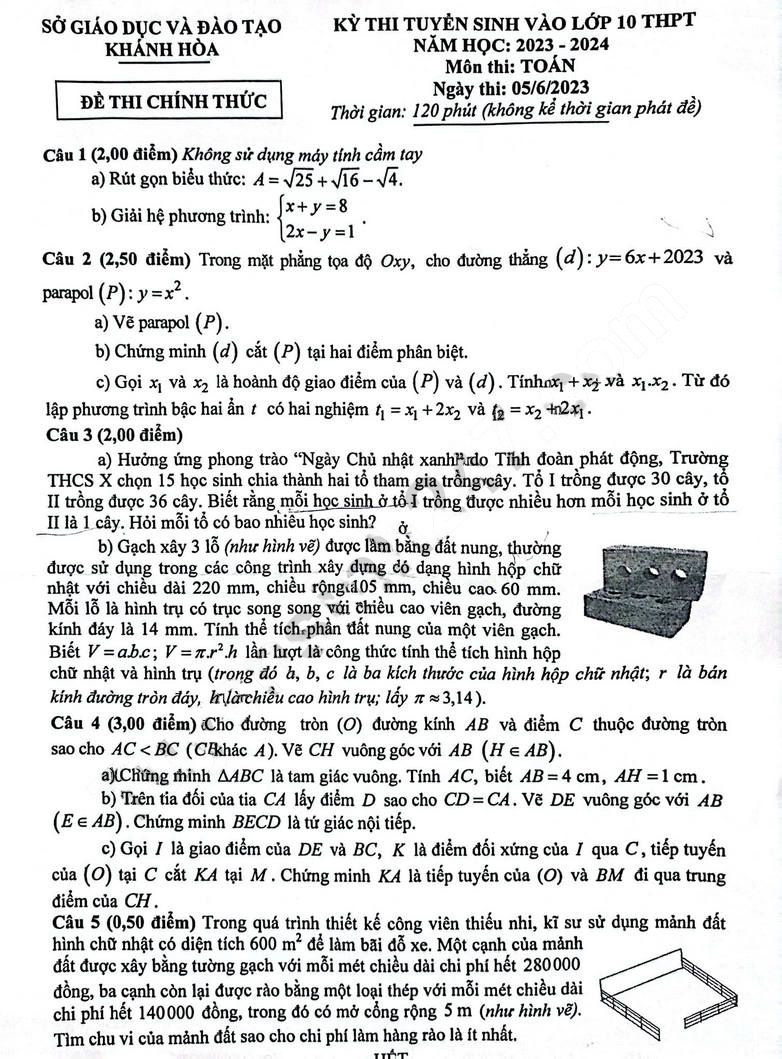 SỞ GIÁO DỤC VÀ ĐÀO TẠO
KHÁNH HÒA
ĐỀ THI CHÍNH THỨC
KỲ THI TUYỂN SINH VÀO LỚP 10 THPT
NĂM HỌC: 2023 - 2024
Môn thi: TOÁN
Ngày thi: 05/6/2023
Thời gian: 120 phút (không kể thời gian phát đề)
Câu 1 (2,00 điểm) Không sử dụng máy tính cầm tay
a) Rút gọn biểu thức: A = √25 + √16 − √4.
b) Giải hệ phương trình: { x + y = 8
2x − y = 1 .
Câu 2 (2,50 điểm) Trong mặt phẳng tọa độ Oxy, cho đường thẳng (d): y = 6x + 2023 và
parapol (P): y = x².
a) Vẽ parapol (P).
b) Chứng minh (d) cắt (P) tại hai điểm phân biệt.
c) Gọi x₁ và x₂ là hoành độ giao điểm của (P) và (d). Tính x₁ + x₂ và x₁.x₂. Từ đó
lập phương trình bậc hai ẩn t có hai nghiệm t₁ = x₁ + 2x₂ và t₂ = x₂ + 2x₁.
Câu 3 (2,00 điểm)
a) Hưởng ứng phong trào “Ngày Chủ nhật xanh” do Tỉnh đoàn phát động, Trường
THCS X chọn 15 học sinh chia thành hai tổ tham gia trồng cây. Tổ I trồng được 30 cây, tổ
II trồng được 36 cây. Biết rằng mỗi học sinh ở tổ I trồng được nhiều hơn mỗi học sinh ở tổ
II là 1 cây. Hỏi mỗi tổ có bao nhiêu học sinh?
b) Gạch xây 3 lỗ (như hình vẽ) được làm bằng đất nung, thường
được sử dụng trong các công trình xây dựng có dạng hình hộp chữ
nhật với chiều dài 220 mm, chiều rộng 105 mm, chiều cao 60 mm.
Mỗi lỗ là hình trụ có trục song song với chiều cao viên gạch, đường
kính đáy là 14 mm. Tính thể tích phần đất nung của một viên gạch.
Biết V = a.b.c; V = π.r².h lần lượt là công thức tính thể tích hình hộp
chữ nhật và hình trụ (trong đó a, b, c là ba kích thước của hình hộp chữ nhật; r là bán
kính đường tròn đáy, h là chiều cao hình trụ; lấy π ≈ 3,14).
Câu 4 (3,00 điểm) Cho đường tròn (O) đường kính AB và điểm C thuộc đường tròn
sao cho AC < BC (C khác A). Vẽ CH vuông góc với AB (H ∈ AB).
a) Chứng minh ΔABC là tam giác vuông. Tính AC, biết AB = 4 cm, AH = 1 cm.
b) Trên tia đối của tia CA lấy điểm D sao cho CD = CA. Vẽ DE vuông góc với AB
(E ∈ AB). Chứng minh BECD là tứ giác nội tiếp.
c) Gọi I là giao điểm của DE và BC, K là điểm đối xứng của I qua C, tiếp tuyến
của (O) tại C cắt KA tại M. Chứng minh KA là tiếp tuyến của (O) và BM đi qua trung
điểm của CH.
Câu 5 (0,50 điểm) Trong quá trình thiết kế công viên thiếu nhi, kĩ sư sử dụng mảnh đất
hình chữ nhật có diện tích 600 m² để làm bãi đỗ xe. Một cạnh của mảnh
đất được xây bằng tường gạch với mỗi mét chiều dài chi phí hết 280000
đồng, ba cạnh còn lại được rào bằng một loại thép với mỗi mét chiều dài
chi phí hết 140000 đồng, trong đó có mở cổng rộng 5 m (như hình vẽ).
Tìm chu vi của mảnh đất sao cho chi phí làm hàng rào là ít nhất.